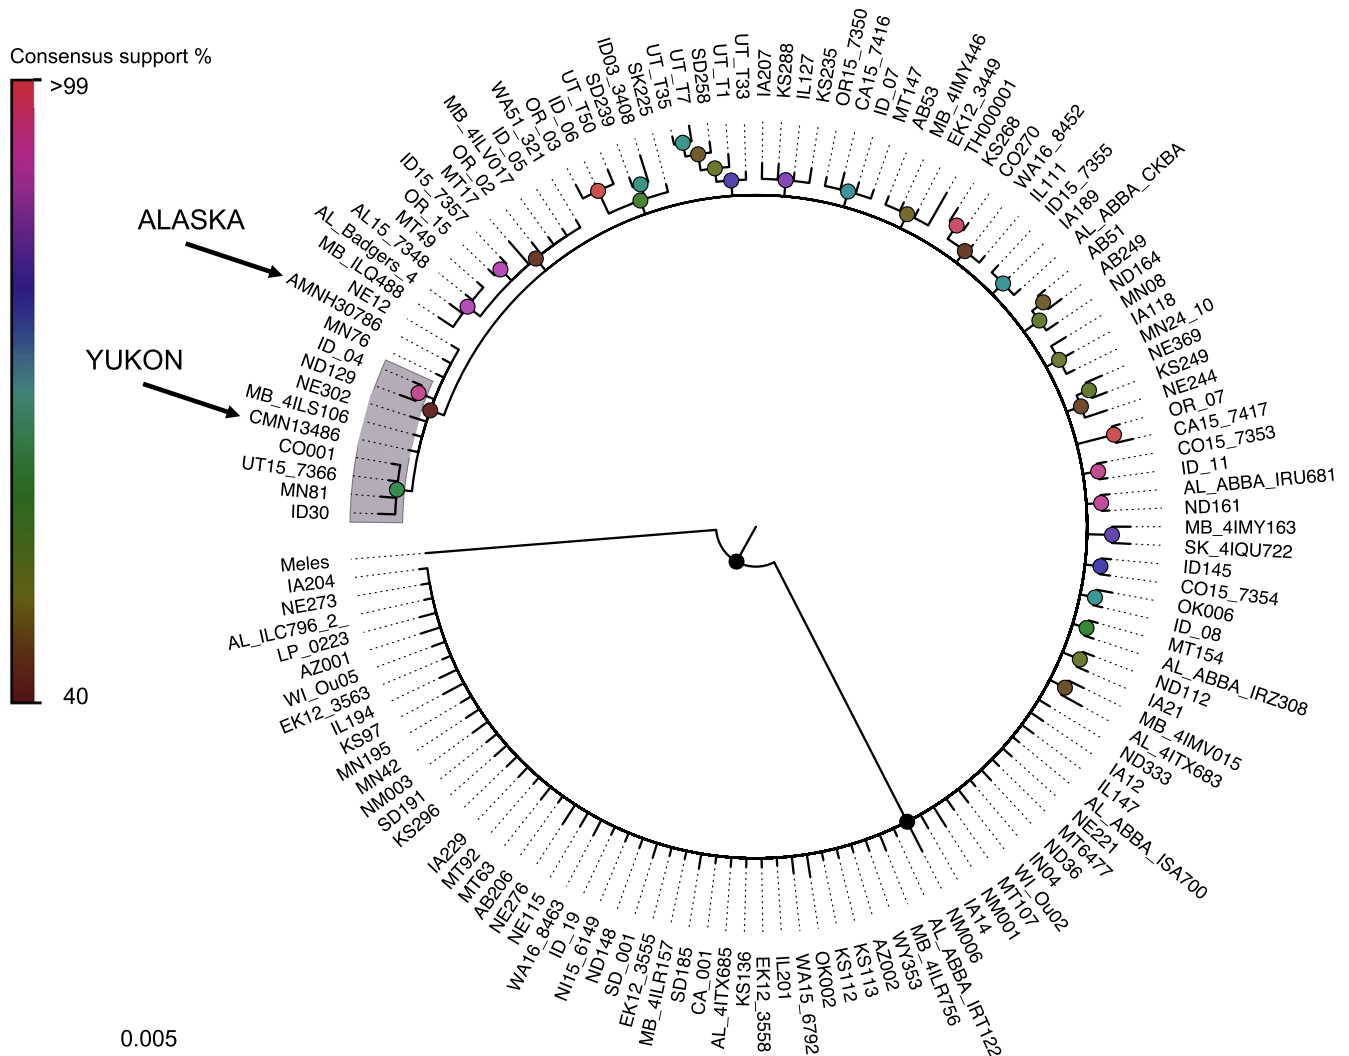 Consensus support %
>99
40
ALASKA
YUKON
0.005
Meles
ID30
MN81
UT15_7366
CO001
CMN13486
MB_4ILS106
NE302
ND129
ID_04
MN76
AMNH30786
NE12
MB_ILQ488
AL_Badgers_4
AL15_7348
MT49
OR_15
ID15_7357
MT17
OR_02
MB_4ILV017
ID_05
WA51_321
OR_03
ID_06
UT_T50
SD239
ID03_3408
SK225
UT_T35
UT_T7
SD258
UT_T1
UT_T33
IA207
KS288
IL127
KS235
OR15_7350
CA15_7416
ID_07
MT147
AB53
MB_4IMY446
EK12_3449
TH000001
KS268
CO270
WA16_8452
IL111
ID15_7355
IA189
AL_ABBA_CKBA
AB51
AB249
ND164
MN08
IA118
MN24_10
NE369
KS249
NE244
OR_07
CA15_7417
CO15_7353
ID_11
AL_ABBA_IRU681
ND161
MB_4IMY163
SK_4IQU722
ID145
CO15_7354
OK006
ID_08
MT154
AL_ABBA_IRZ308
ND112
IA21
MB_4IMV015
AL_4ITX683
ND333
IA12
IL147
AL_ABBA_ISA700
NE221
MT6477
ND36
IN04
WI_Ou02
MT107
NM001
IA14
NM006
AL_ABBA_IRT122
MB_4ILR756
WY353
AZ002
KS113
KS112
OK002
WA15_6792
IL201
EK12_3558
KS136
AL_4ITX685
CA_001
SD185
MB_4ILR157
EK12_3555
SD_001
ND148
NI15_6149
ID_19
WA16_8463
NE115
NE276
AB206
MT63
MT92
IA229
KS296
SD191
NM003
MN42
MN195
KS97
IL194
EK12_3563
WI_Ou05
AZ001
LP_0223
AL_ILC796_2_
NE273
IA204